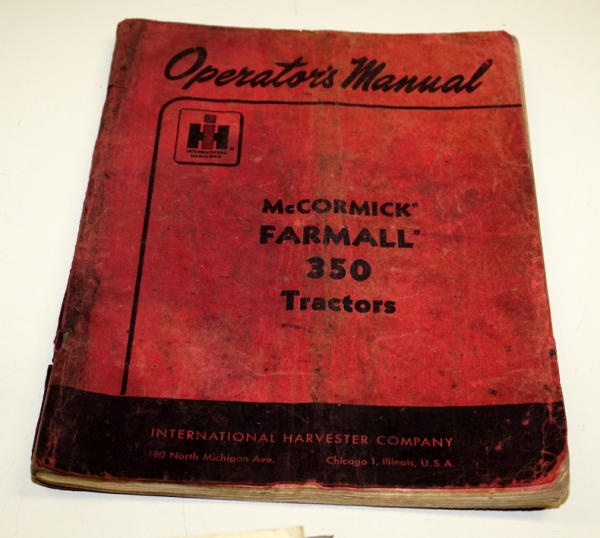 Operator's Manual
IH
INTERNATIONAL
HARVESTER
McCORMICK®
FARMALL®
350
Tractors
INTERNATIONAL HARVESTER COMPANY
180 North Michigan Ave. Chicago 1, Illinois, U.S.A.